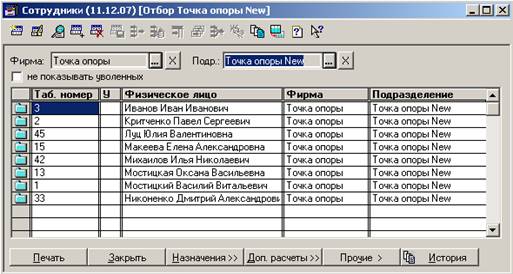 Сотрудники (11.12.07) [Отбор Точка опоры New]
Фирма: Точка опоры ... X Подр.: Точка опоры New ... X
не показывать уволенных
Таб. номер У Физическое лицо Фирма Подразделение
3 Иванов Иван Иванович Точка опоры Точка опоры New
2 Критченко Павел Сергеевич Точка опоры Точка опоры New
45 Луц Юлия Валентиновна Точка опоры Точка опоры New
15 Макеева Елена Александровна Точка опоры Точка опоры New
42 Михаилов Илья Николаевич Точка опоры Точка опоры New
13 Мостицкая Оксана Васильевна Точка опоры Точка опоры New
1 Мостицкий Василий Витальевич Точка опоры Точка опоры New
33 Никоненко Дмитрий Александрови Точка опоры Точка опоры New
Печать Закрыть Назначения >> Доп. расчеты >> Прочие > История